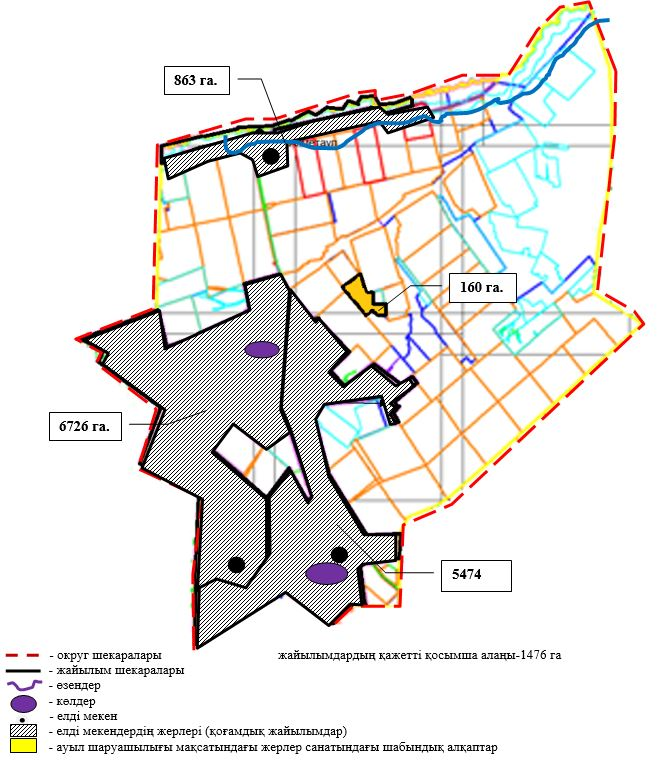 863 га.
160 га.
6726 га.
5474
- округ шекаралары
жайылымдардың қажетті қосымша алаңы-1476 га
- жайылым шекаралары
- өзендер
- көлдер
- елді мекен
- елді мекендердің жерлері (қоғамдық жайылымдар)
- ауыл шаруашылығы мақсатындағы жерлер санатындағы шабындық алқаптар